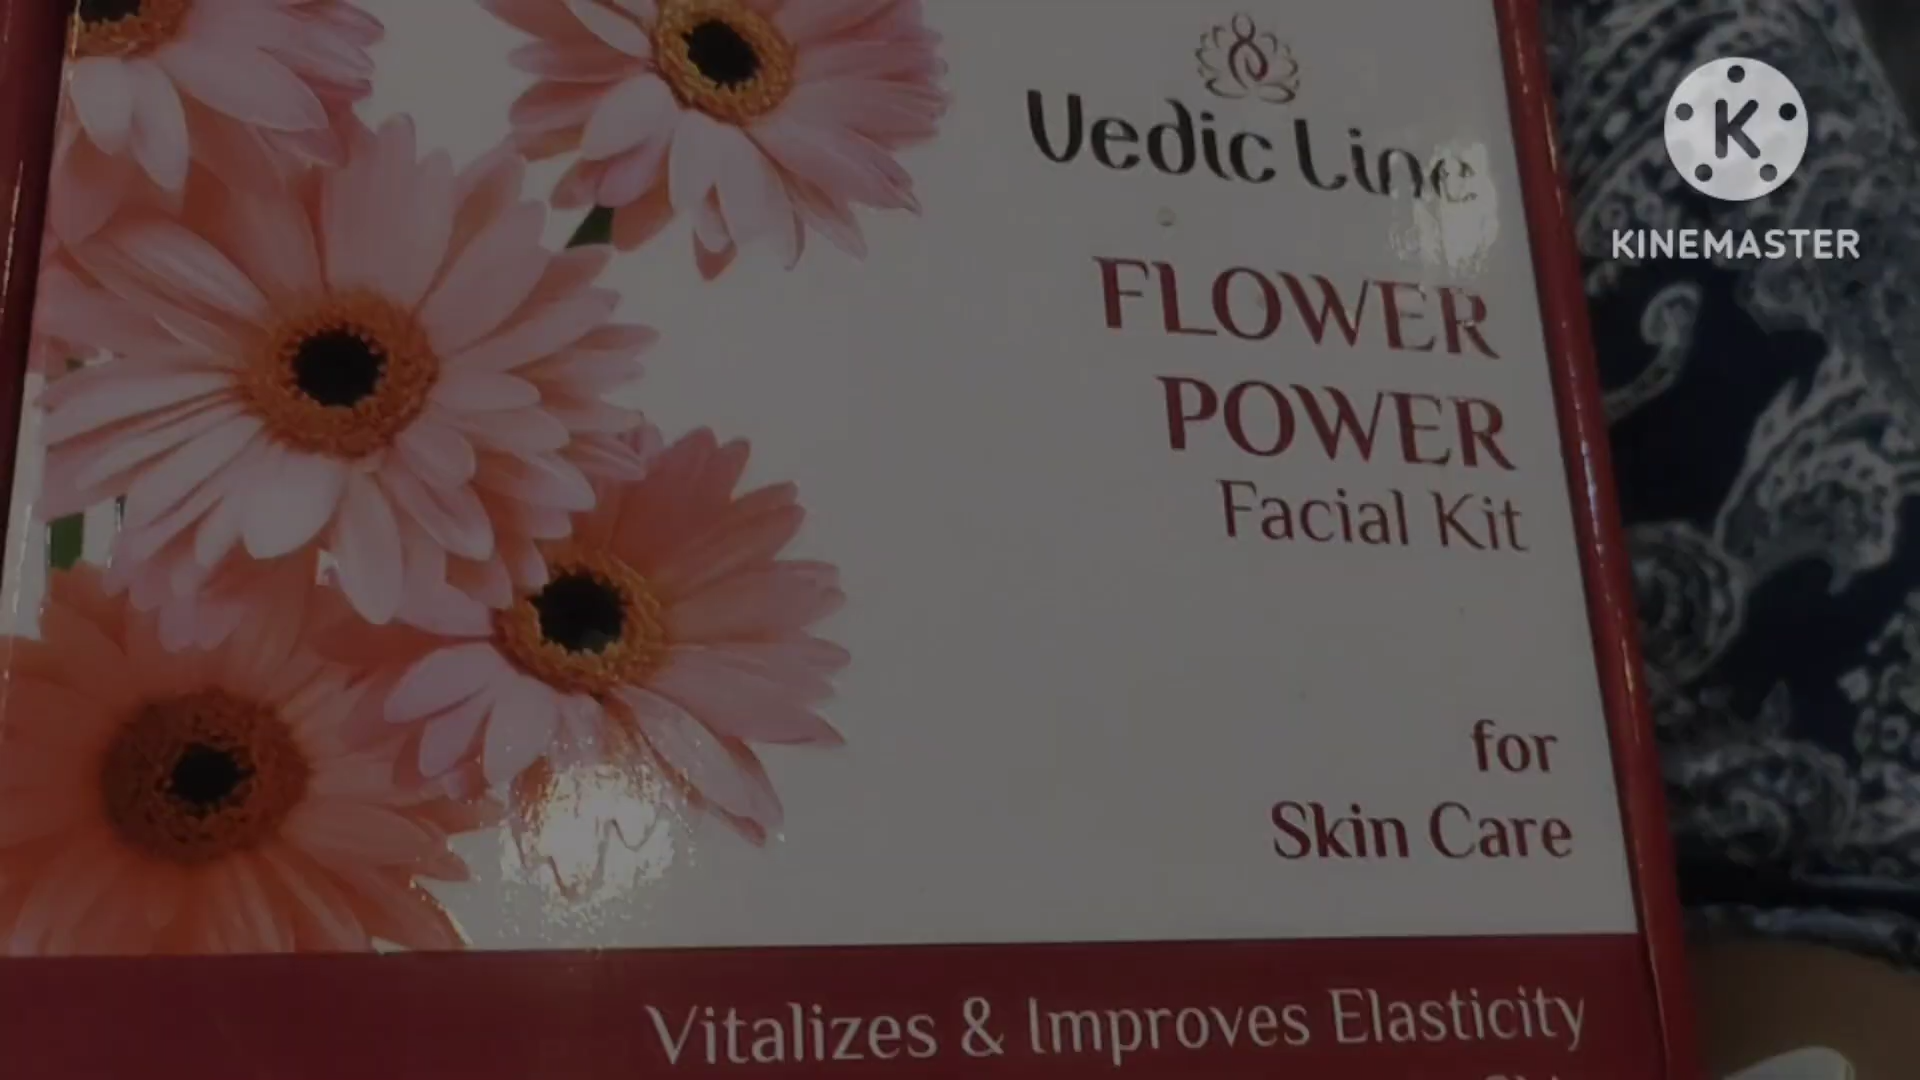 Vedic Line
FLOWER
POWER
Facial Kit
for
Skin Care
Vitalizes & Improves Elasticity
K
KINEMASTER